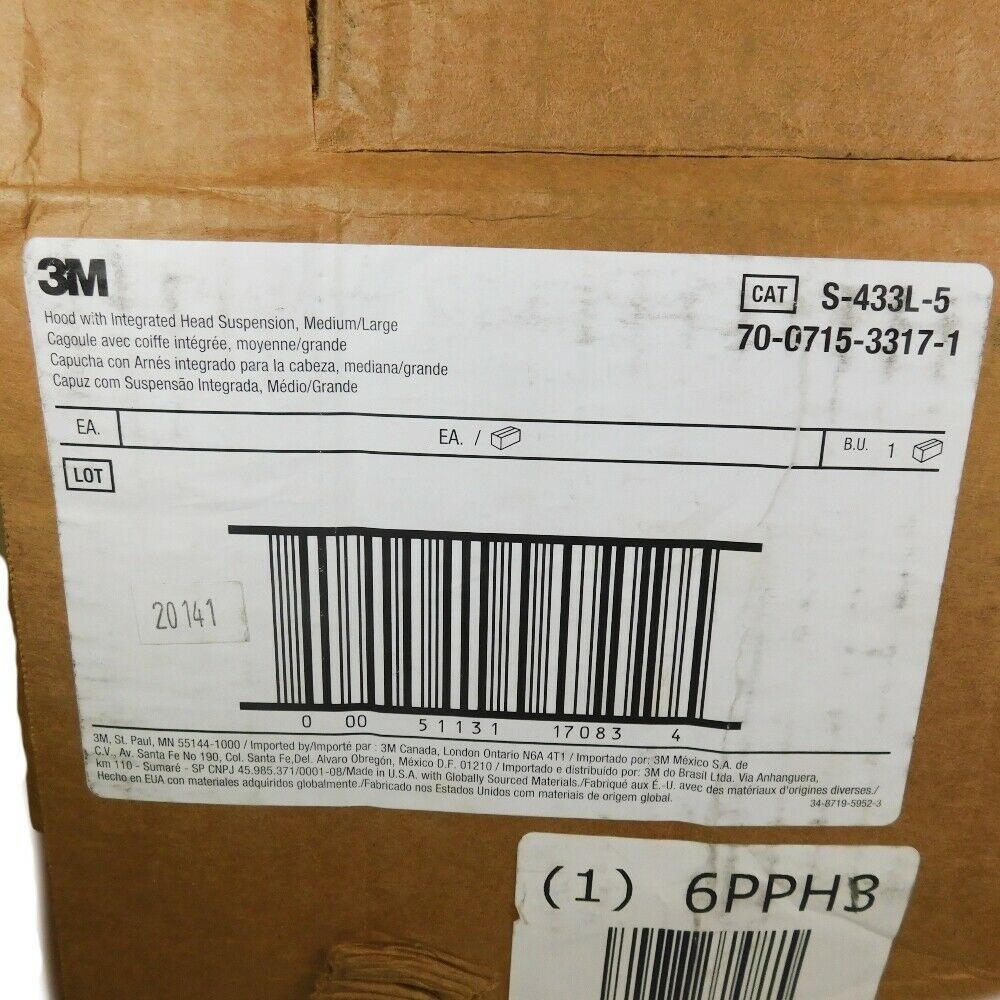 3M
Hood with Integrated Head Suspension, Medium/Large
Cagoule avec coiffe intégrée, moyenne/grande
Capucha con Arnés integrado para la cabeza, mediana/grande
Capuz com Suspensão Integrada, Médio/Grande
CAT S-433L-5
70-0715-3317-1
EA.
EA. /
B.U. 1
LOT
20141
0 00 51131 17083 4
3M, St. Paul, MN 55144-1000 / Imported by/Importé par : 3M Canada, London Ontario N6A 4T1 / Importado por: 3M México S.A. de
C.V., Av. Santa Fe No 190, Col. Santa Fe,Del. Alvaro Obregón, México D.F. 01210 / Importado e distribuído por: 3M do Brasil Ltda. Via Anhanguera,
km 110 - Sumaré - SP CNPJ 45.985.371/0001-08/Made in U.S.A. with Globally Sourced Materials./Fabriqué aux É.-U. avec des matériaux d'origines diverses./
Hecho en EUA con materiales adquiridos globalmente./Fabricado nos Estados Unidos com materiais de origem global.
34-8719-5952-3
(1) 6PPHB